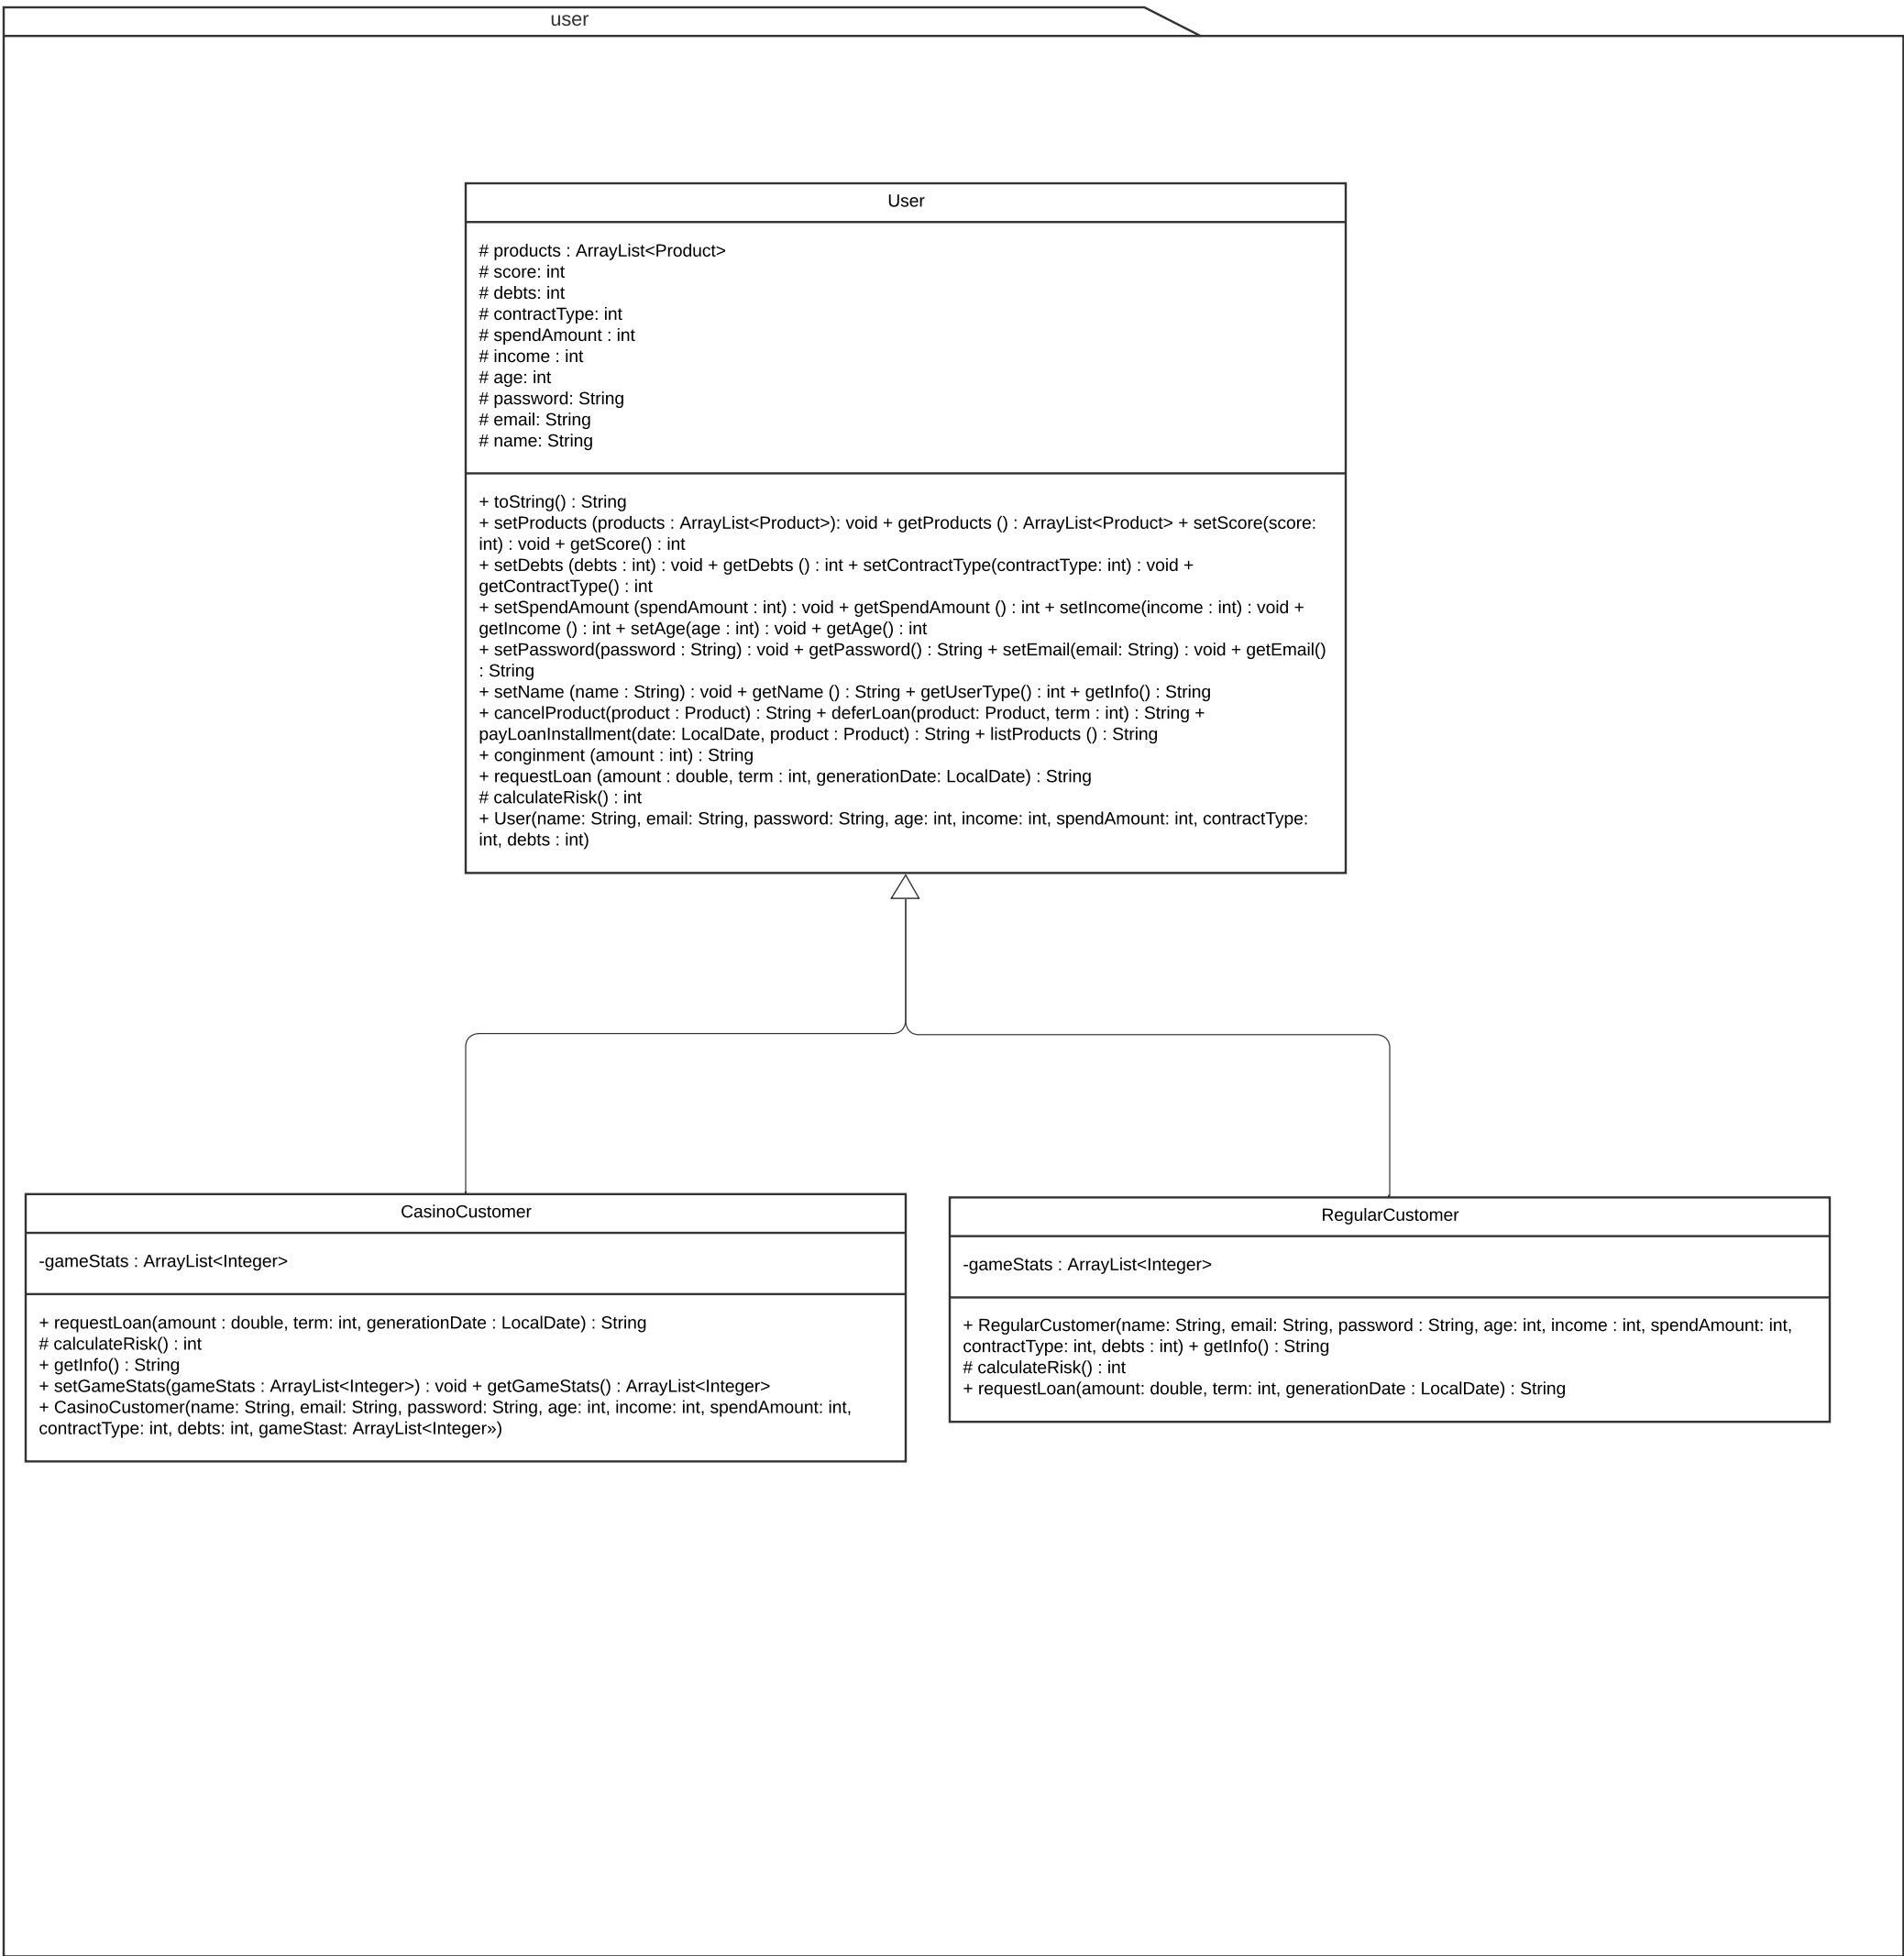 user
User
# products : ArrayList<Product>
# score: int
# debts: int
# contractType: int
# spendAmount : int
# income : int
# age: int
# password: String
# email: String
# name: String
+ toString() : String
+ setProducts (products : ArrayList<Product>): void + getProducts () : ArrayList<Product> + setScore(score:
int) : void + getScore() : int
+ setDebts (debts : int) : void + getDebts () : int + setContractType(contractType: int) : void +
getContractType() : int
+ setSpendAmount (spendAmount : int) : void + getSpendAmount () : int + setIncome(income : int) : void +
getIncome () : int + setAge(age : int) : void + getAge() : int
+ setPassword(password : String) : void + getPassword() : String + setEmail(email: String) : void + getEmail()
: String
+ setName (name : String) : void + getName () : String + getUserType() : int + getInfo() : String
+ cancelProduct(product : Product) : String + deferLoan(product: Product, term : int) : String +
payLoanInstallment(date: LocalDate, product : Product) : String + listProducts () : String
+ conginment (amount : int) : String
+ requestLoan (amount : double, term : int, generationDate: LocalDate) : String
# calculateRisk() : int
+ User(name: String, email: String, password: String, age: int, income: int, spendAmount: int, contractType:
int, debts : int)
CasinoCustomer
-gameStats : ArrayList<Integer>
+ requestLoan(amount : double, term: int, generationDate : LocalDate) : String
# calculateRisk() : int
+ getInfo() : String
+ setGameStats(gameStats : ArrayList<Integer>) : void + getGameStats() : ArrayList<Integer>
+ CasinoCustomer(name: String, email: String, password: String, age: int, income: int, spendAmount: int,
contractType: int, debts: int, gameStast: ArrayList<Integer»)
RegularCustomer
-gameStats : ArrayList<Integer>
+ RegularCustomer(name: String, email: String, password : String, age: int, income : int, spendAmount: int,
contractType: int, debts : int) + getInfo() : String
# calculateRisk() : int
+ requestLoan(amount: double, term: int, generationDate : LocalDate) : String